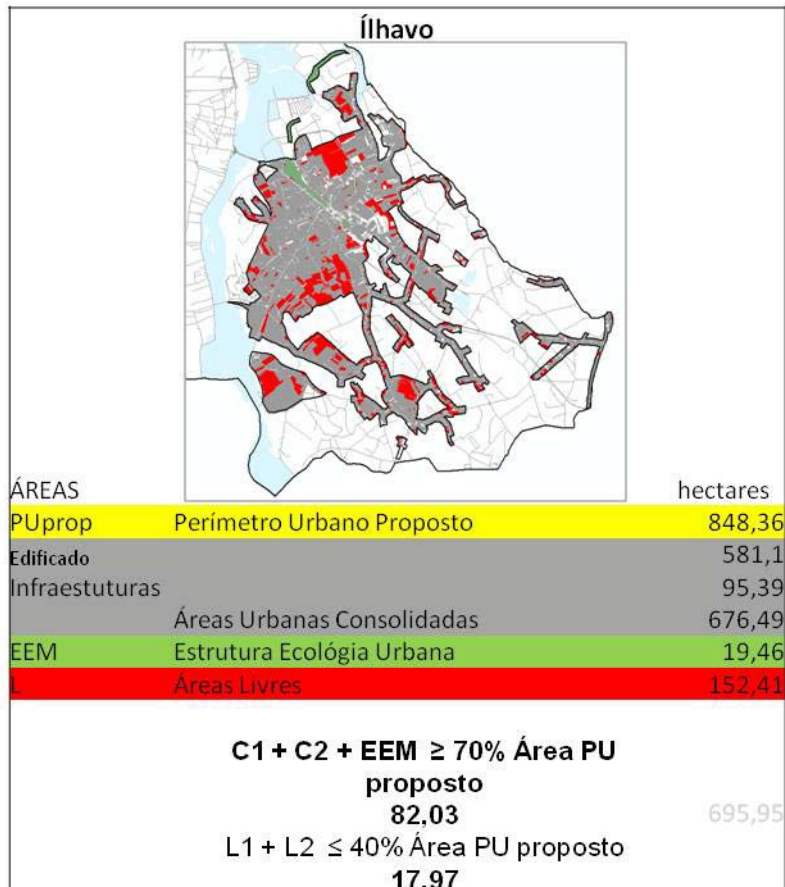 Ílhavo
ÁREAS hectares
PUprop Perímetro Urbano Proposto 848,36
Edificado 581,1
Infraestuturas 95,39
Áreas Urbanas Consolidadas 676,49
EEM Estrutura Ecológia Urbana 19,46
L Áreas Livres 152,41
C1 + C2 + EEM ≥ 70% Área PU
proposto
82,03 695,95
L1 + L2 ≤ 40% Área PU proposto
17,97